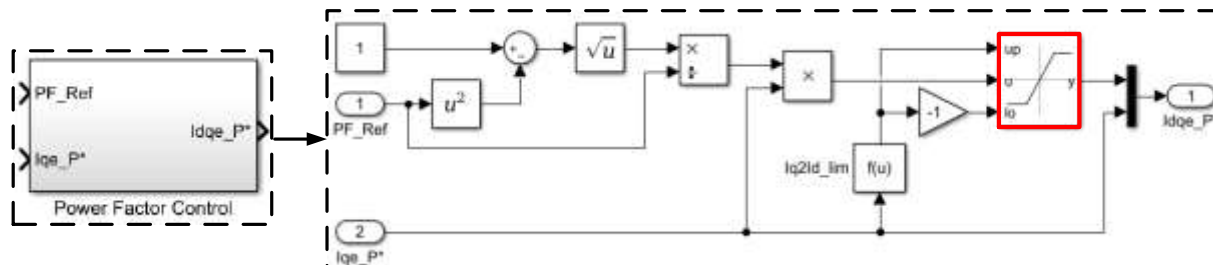 PF_Ref
Iqe_P*
Idqe_P*
Power Factor Control
1
+
-
√u
×
÷
×
1
PF_Ref
u²
up
u
lo
y
-1
1
Idqe_P*
Iq2Id_lim
f(u)
2
Iqe_P*